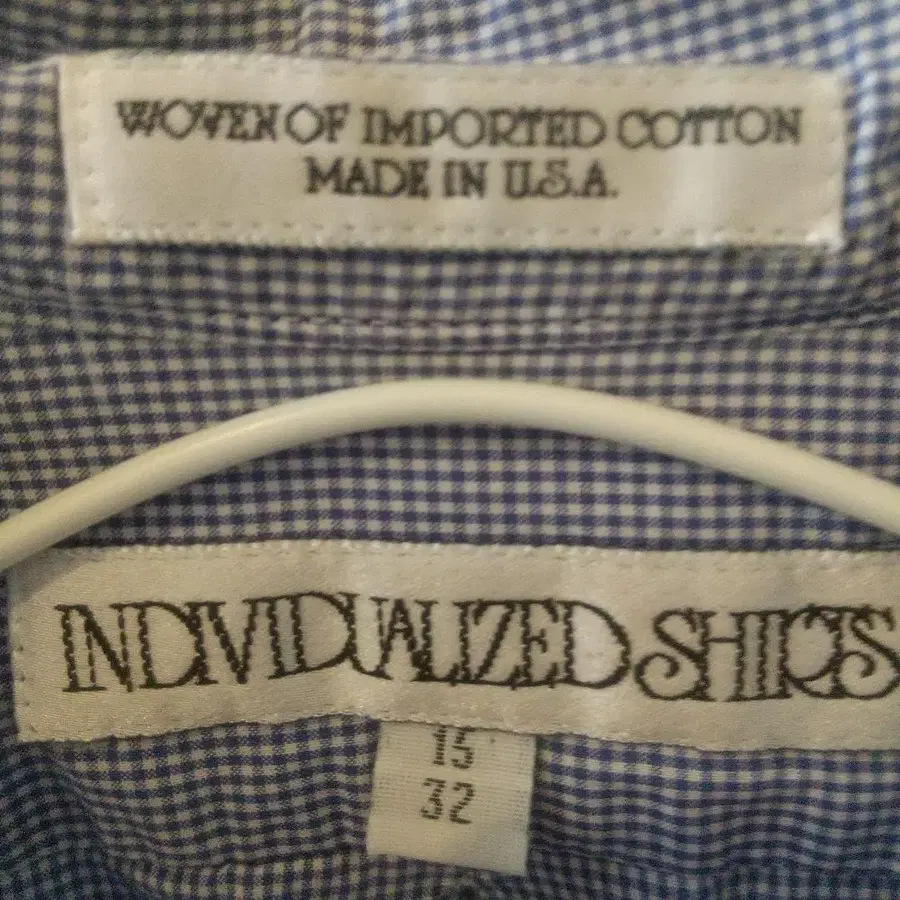 WOVEN OF IMPORTED COTTON
MADE IN U.S.A.
INDIVIDUALIZED SHIRTS
15
32